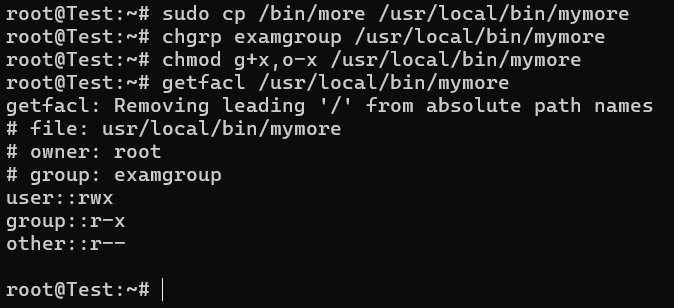 root@Test:~# sudo cp /bin/more /usr/local/bin/mymore
root@Test:~# chgrp examgroup /usr/local/bin/mymore
root@Test:~# chmod g+x,o-x /usr/local/bin/mymore
root@Test:~# getfacl /usr/local/bin/mymore
getfacl: Removing leading '/' from absolute path names
# file: usr/local/bin/mymore
# owner: root
# group: examgroup
user::rwx
group::r-x
other::r--
root@Test:~#